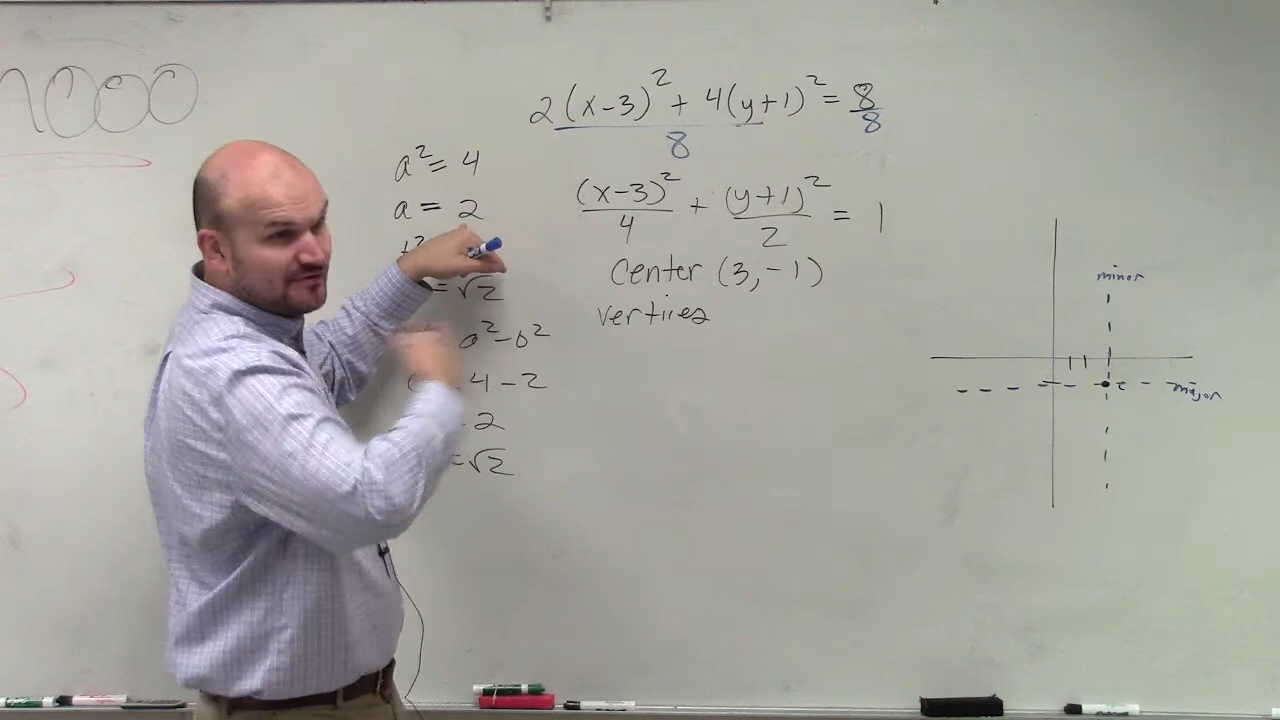 1000
2(x-3)² + 4(y+1)² = 8
8 8
a² = 4
a = 2
= √2
a² - b²
4 - 2
2
= √2
(x-3)² / 4 + (y+1)² / 2 = 1
Center (3, -1)
vertices
minor
c
major